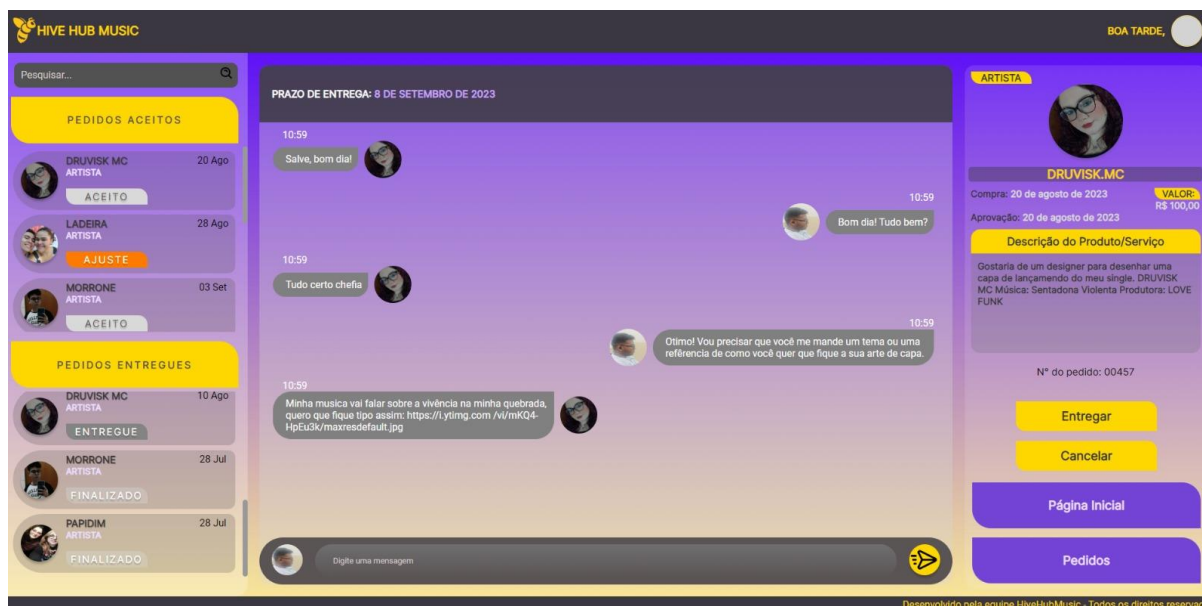 HIVE HUB MUSIC
BOA TARDE,
Pesquisar...
PEDIDOS ACEITOS
DRUVISK MC
20 Ago
ARTISTA
ACEITO
LADEIRA
28 Ago
ARTISTA
AJUSTE
MORRONE
03 Set
ARTISTA
ACEITO
PEDIDOS ENTREGUES
DRUVISK MC
10 Ago
ARTISTA
ENTREGUE
MORRONE
28 Jul
ARTISTA
FINALIZADO
PAPIDIM
28 Jul
ARTISTA
FINALIZADO
PRAZO DE ENTREGA: 8 DE SETEMBRO DE 2023
10:59
Salve, bom dia!
10:59
Bom dia! Tudo bem?
10:59
Tudo certo chefia
10:59
Otimo! Vou precisar que você me mande um tema ou uma
refêrencia de como você quer que fique a sua arte de capa.
10:59
Minha musica vai falar sobre a vivência na minha quebrada,
quero que fique tipo assim: https://i.ytimg.com /vi/mKQ4-
HpEu3k/maxresdefault.jpg
Digite uma mensagem
ARTISTA
DRUVISK.MC
Compra: 20 de agosto de 2023
VALOR:
R$ 100,00
Aprovação: 20 de agosto de 2023
Descrição do Produto/Serviço
Gostaria de um designer para desenhar uma
capa de lançamendo do meu single. DRUVISK
MC Música: Sentadona Violenta Produtora: LOVE
FUNK
N° do pedido: 00457
Entregar
Cancelar
Página Inicial
Pedidos
Desenvolvido pela equipe HiveHubMusic - Todos os direitos reserva